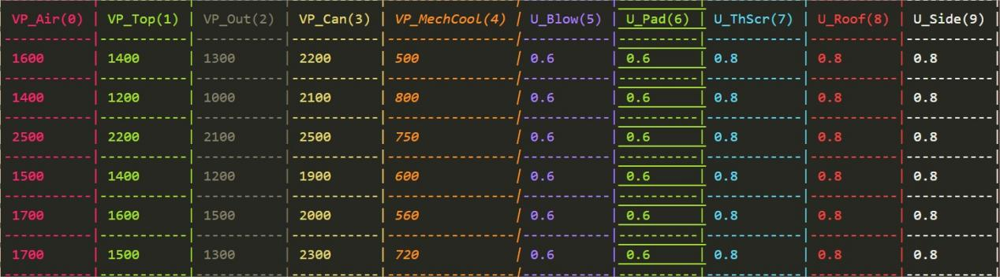 VP_Air(0) | VP_Top(1) | VP_Out(2) | VP_Can(3) | VP_MechCool(4) | U_Blow(5) | U_Pad(6) | U_ThScr(7) | U_Roof(8) | U_Side(9) |
1600 | 1400 | 1300 | 2200 | 500 | 0.6 | 0.6 | 0.8 | 0.8 | 0.8 |
1400 | 1200 | 1000 | 2100 | 800 | 0.6 | 0.6 | 0.8 | 0.8 | 0.8 |
2500 | 2200 | 2100 | 2500 | 750 | 0.6 | 0.6 | 0.8 | 0.8 | 0.8 |
1500 | 1400 | 1200 | 1900 | 600 | 0.6 | 0.6 | 0.8 | 0.8 | 0.8 |
1700 | 1600 | 1500 | 2000 | 560 | 0.6 | 0.6 | 0.8 | 0.8 | 0.8 |
1700 | 1500 | 1300 | 2300 | 720 | 0.6 | 0.6 | 0.8 | 0.8 | 0.8 |